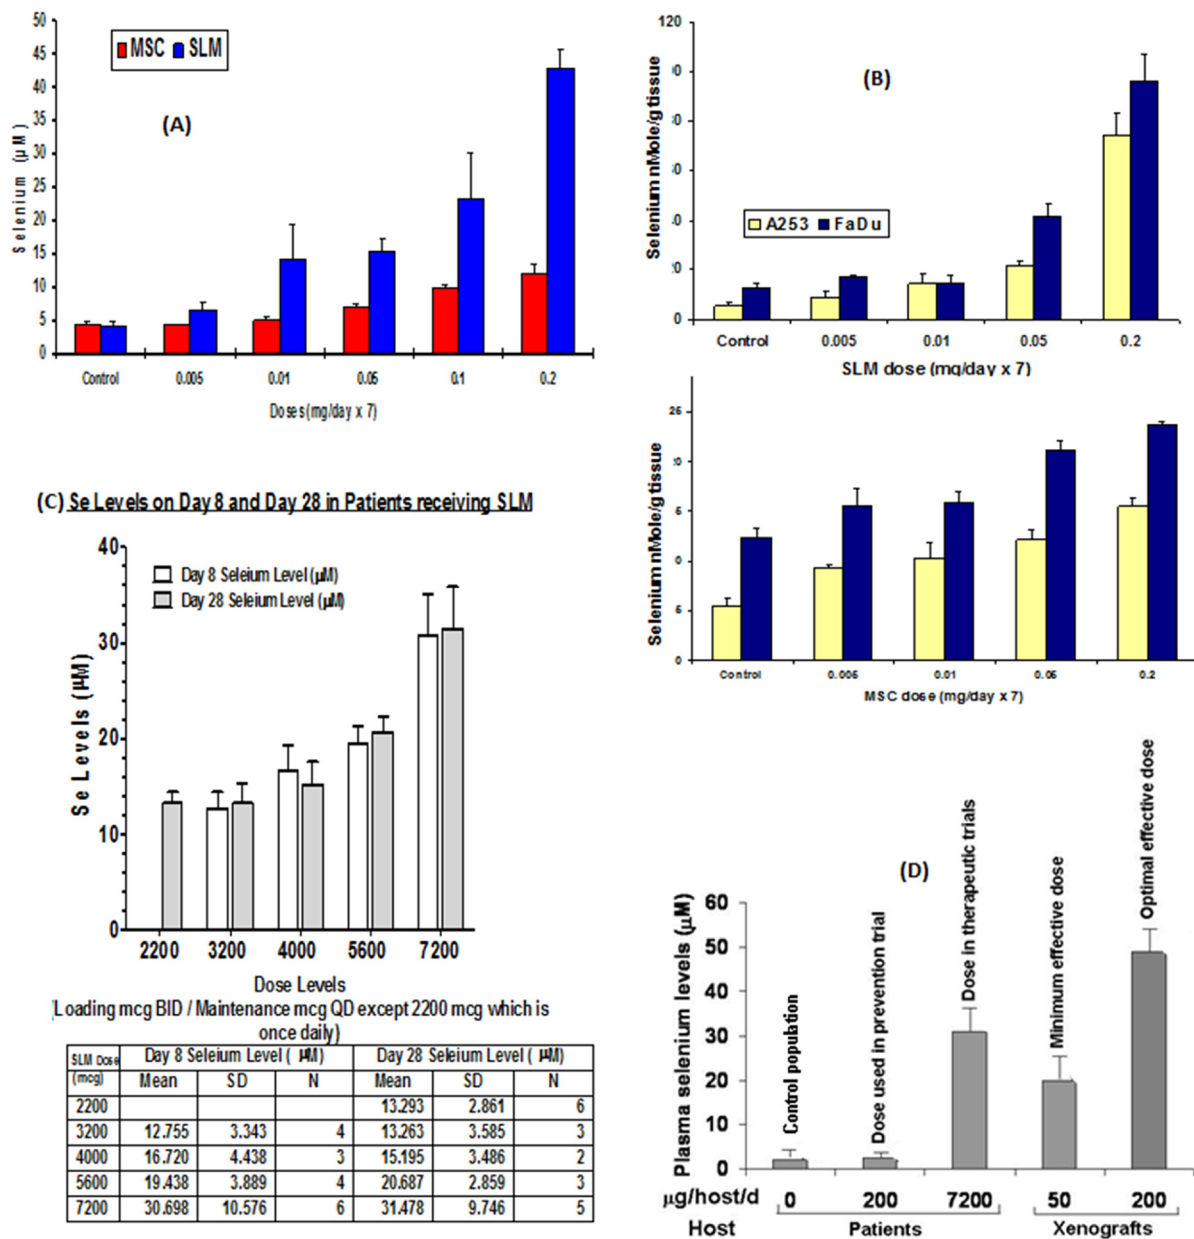 50
45
40
35
30
25
20
15
10
5
0
Selenium (µM)
MSC SLM
(A)
Control 0.005 0.01 0.05 0.1 0.2
Doses(mg/day x 7)
120
00
80
60
40
20
0
Selenium nMole/g tissue
(B)
A253 FaDu
Control 0.005 0.01 0.05 0.2
SLM dose (mg/day x 7)
25
20
5
0
5
0
Selenium nMole/g tissue
Control 0.005 0.01 0.05 0.2
MSC dose (mg/day x 7)
(C) Se Levels on Day 8 and Day 28 in Patients receiving SLM
40
30
20
10
0
Se Levels (µM)
Day 8 Seleium Level (µM)
Day 28 Seleium Level (µM)
2200 3200 4000 5600 7200
Dose Levels
(Loading mcg BID / Maintenance mcg QD except 2200 mcg which is
once daily)
SLM Dose (mcg) Day 8 Seleium Level ( µM) Day 28 Seleium Level ( µM)
Mean SD N Mean SD N
2200 13.293 2.861 6
3200 12.755 3.343 4 13.263 3.585 3
4000 16.720 4.438 3 15.195 3.486 2
5600 19.438 3.889 4 20.687 2.859 3
7200 30.698 10.576 6 31.478 9.746 5
(D)
60
50
40
30
20
10
0
Plasma selenium levels (µM)
Control population
Dose used in prevention trial
Dose in therapeutic trials
Minimum effective dose
Optimal effective dose
µg/host/d 0 200 7200 50 200
Host Patients Xenografts